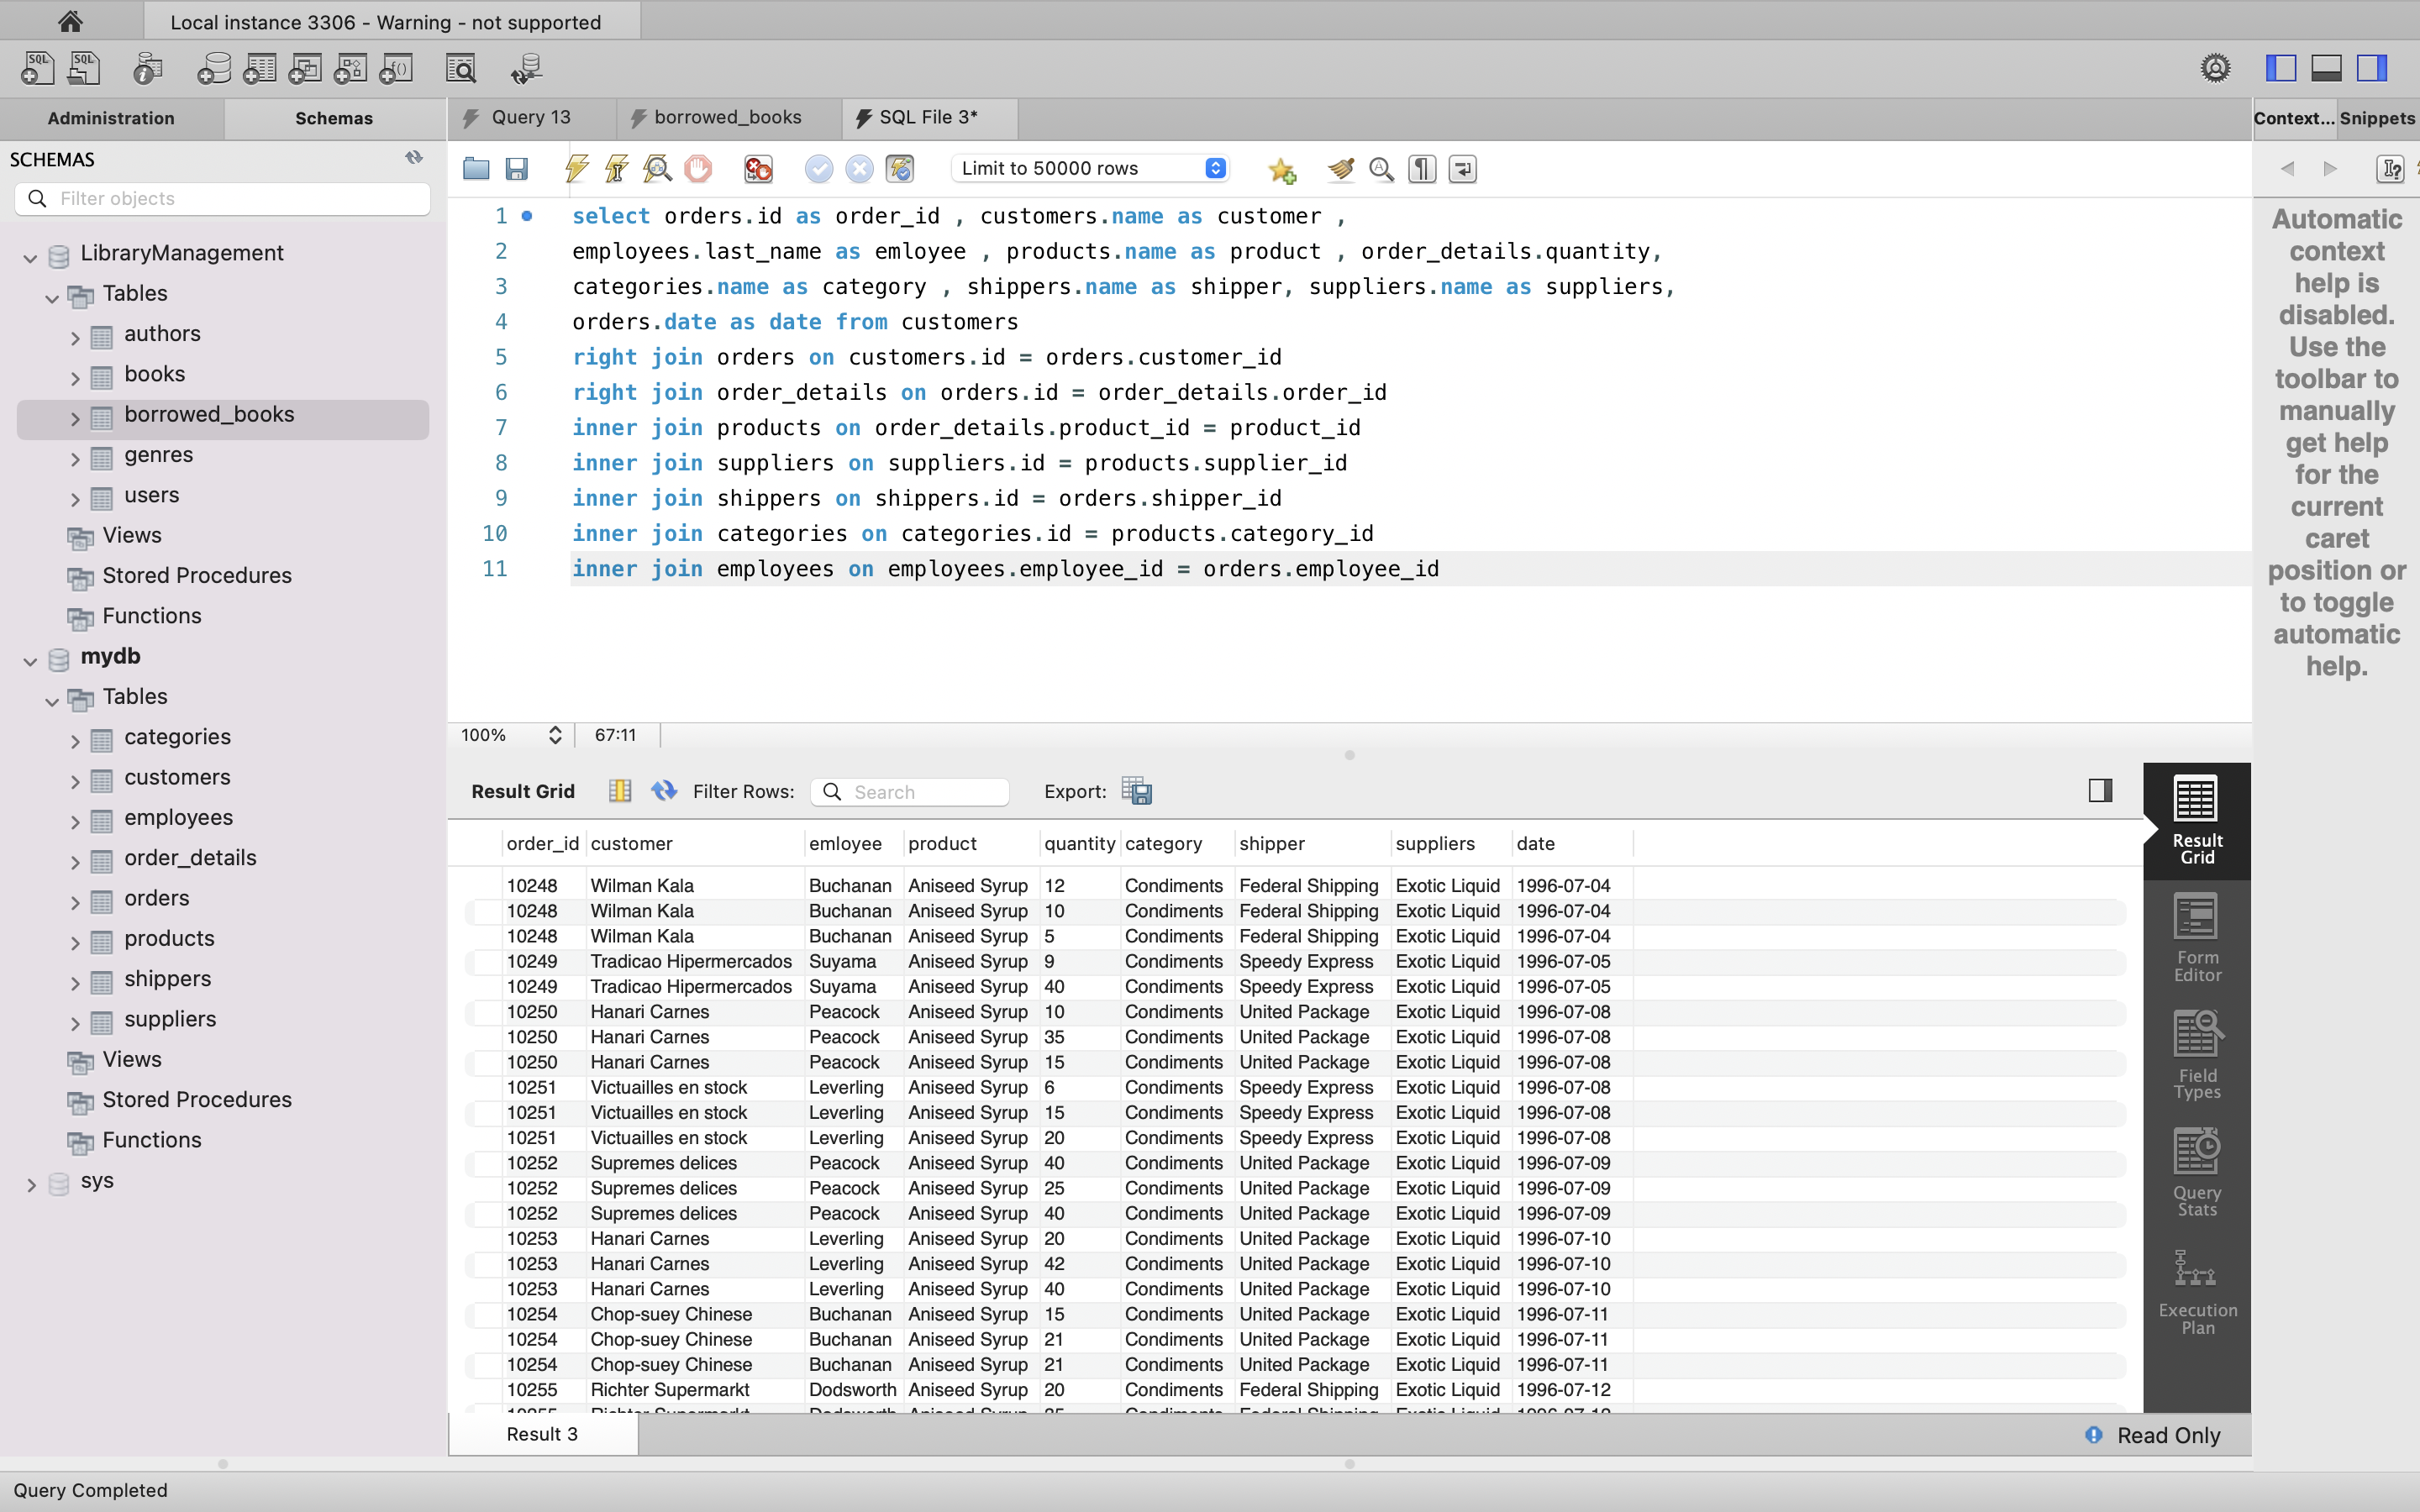 Local instance 3306 - Warning - not supported
Administration
Schemas
Query 13
borrowed_books
SQL File 3*
Context...
Snippets
SCHEMAS
Filter objects
Limit to 50000 rows
LibraryManagement
Tables
authors
books
borrowed_books
genres
users
Views
Stored Procedures
Functions
mydb
Tables
categories
customers
employees
order_details
orders
products
shippers
suppliers
Views
Stored Procedures
Functions
sys
1 select orders.id as order_id , customers.name as customer ,
2 employees.last_name as emloyee , products.name as product , order_details.quantity,
3 categories.name as category , shippers.name as shipper, suppliers.name as suppliers,
4 orders.date as date from customers
5 right join orders on customers.id = orders.customer_id
6 right join order_details on orders.id = order_details.order_id
7 inner join products on order_details.product_id = product_id
8 inner join suppliers on suppliers.id = products.supplier_id
9 inner join shippers on shippers.id = orders.shipper_id
10 inner join categories on categories.id = products.category_id
11 inner join employees on employees.employee_id = orders.employee_id
Automatic
context
help is
disabled.
Use the
toolbar to
manually
get help
for the
current
caret
position or
to toggle
automatic
help.
100% 67:11
Result Grid Filter Rows: Search Export:
order_id customer emloyee product quantity category shipper suppliers date
10248 Wilman Kala Buchanan Aniseed Syrup 12 Condiments Federal Shipping Exotic Liquid 1996-07-04
10248 Wilman Kala Buchanan Aniseed Syrup 10 Condiments Federal Shipping Exotic Liquid 1996-07-04
10248 Wilman Kala Buchanan Aniseed Syrup 5 Condiments Federal Shipping Exotic Liquid 1996-07-04
10249 Tradicao Hipermercados Suyama Aniseed Syrup 9 Condiments Speedy Express Exotic Liquid 1996-07-05
10249 Tradicao Hipermercados Suyama Aniseed Syrup 40 Condiments Speedy Express Exotic Liquid 1996-07-05
10250 Hanari Carnes Peacock Aniseed Syrup 10 Condiments United Package Exotic Liquid 1996-07-08
10250 Hanari Carnes Peacock Aniseed Syrup 35 Condiments United Package Exotic Liquid 1996-07-08
10250 Hanari Carnes Peacock Aniseed Syrup 15 Condiments United Package Exotic Liquid 1996-07-08
10251 Victuailles en stock Leverling Aniseed Syrup 6 Condiments Speedy Express Exotic Liquid 1996-07-08
10251 Victuailles en stock Leverling Aniseed Syrup 15 Condiments Speedy Express Exotic Liquid 1996-07-08
10251 Victuailles en stock Leverling Aniseed Syrup 20 Condiments Speedy Express Exotic Liquid 1996-07-08
10252 Supremes delices Peacock Aniseed Syrup 40 Condiments United Package Exotic Liquid 1996-07-09
10252 Supremes delices Peacock Aniseed Syrup 25 Condiments United Package Exotic Liquid 1996-07-09
10252 Supremes delices Peacock Aniseed Syrup 40 Condiments United Package Exotic Liquid 1996-07-09
10253 Hanari Carnes Leverling Aniseed Syrup 20 Condiments United Package Exotic Liquid 1996-07-10
10253 Hanari Carnes Leverling Aniseed Syrup 42 Condiments United Package Exotic Liquid 1996-07-10
10253 Hanari Carnes Leverling Aniseed Syrup 40 Condiments United Package Exotic Liquid 1996-07-10
10254 Chop-suey Chinese Buchanan Aniseed Syrup 15 Condiments United Package Exotic Liquid 1996-07-11
10254 Chop-suey Chinese Buchanan Aniseed Syrup 21 Condiments United Package Exotic Liquid 1996-07-11
10254 Chop-suey Chinese Buchanan Aniseed Syrup 21 Condiments United Package Exotic Liquid 1996-07-11
10255 Richter Supermarkt Dodsworth Aniseed Syrup 20 Condiments Federal Shipping Exotic Liquid 1996-07-12
Result
Grid
Form
Editor
Field
Types
Query
Stats
Execution
Plan
Result 3
Read Only
Query Completed